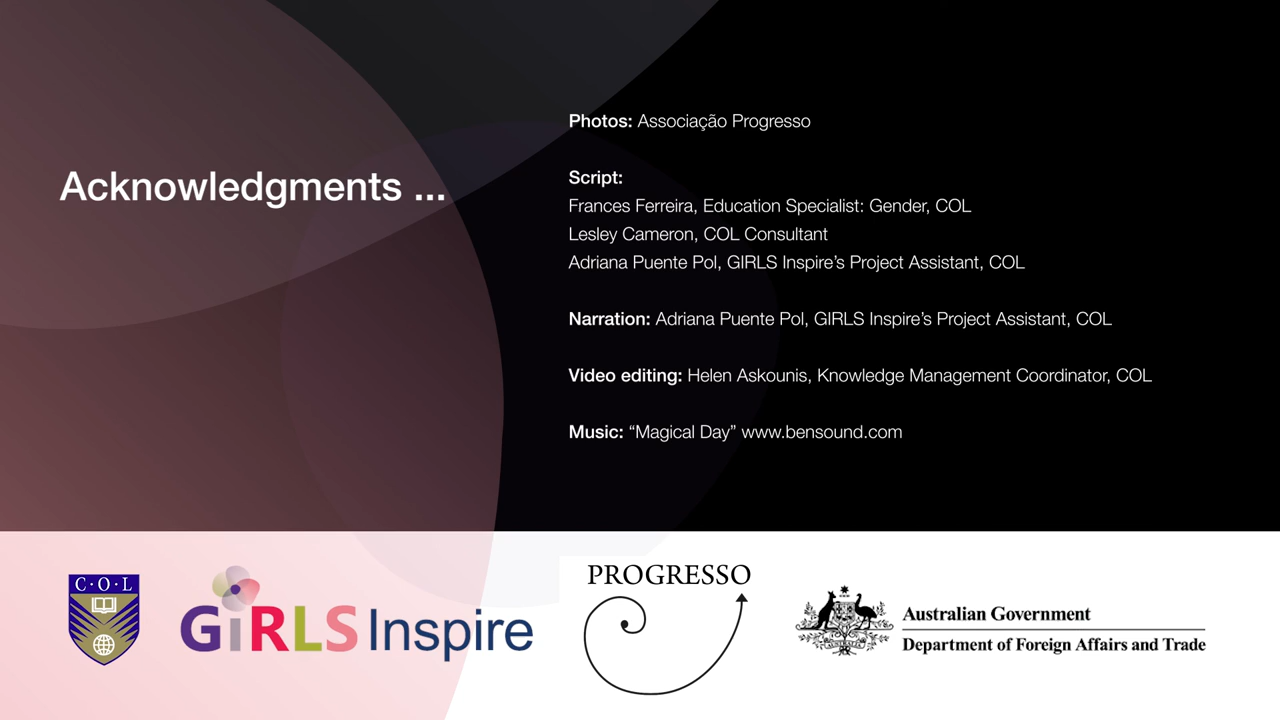 Acknowledgments ...
Photos: Associação Progresso
Script:
Frances Ferreira, Education Specialist: Gender, COL
Lesley Cameron, COL Consultant
Adriana Puente Pol, GIRLS Inspire’s Project Assistant, COL
Narration: Adriana Puente Pol, GIRLS Inspire’s Project Assistant, COL
Video editing: Helen Askounis, Knowledge Management Coordinator, COL
Music: “Magical Day” www.bensound.com
C·O·L
GiRLS Inspire
PROGRESSO
AUSTRALIA
Australian Government
Department of Foreign Affairs and Trade